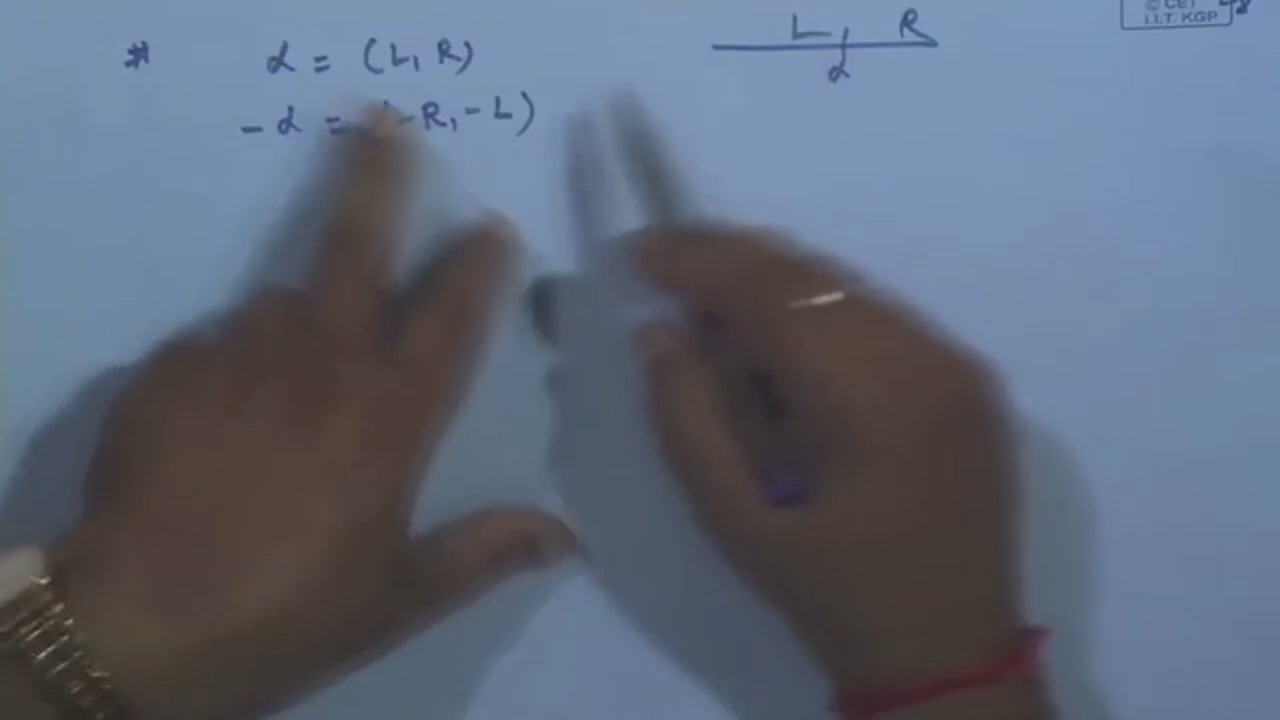 * α = (L, R)
L, R
α
- α = (-R, -L)
© CET
I.I.T. KGP